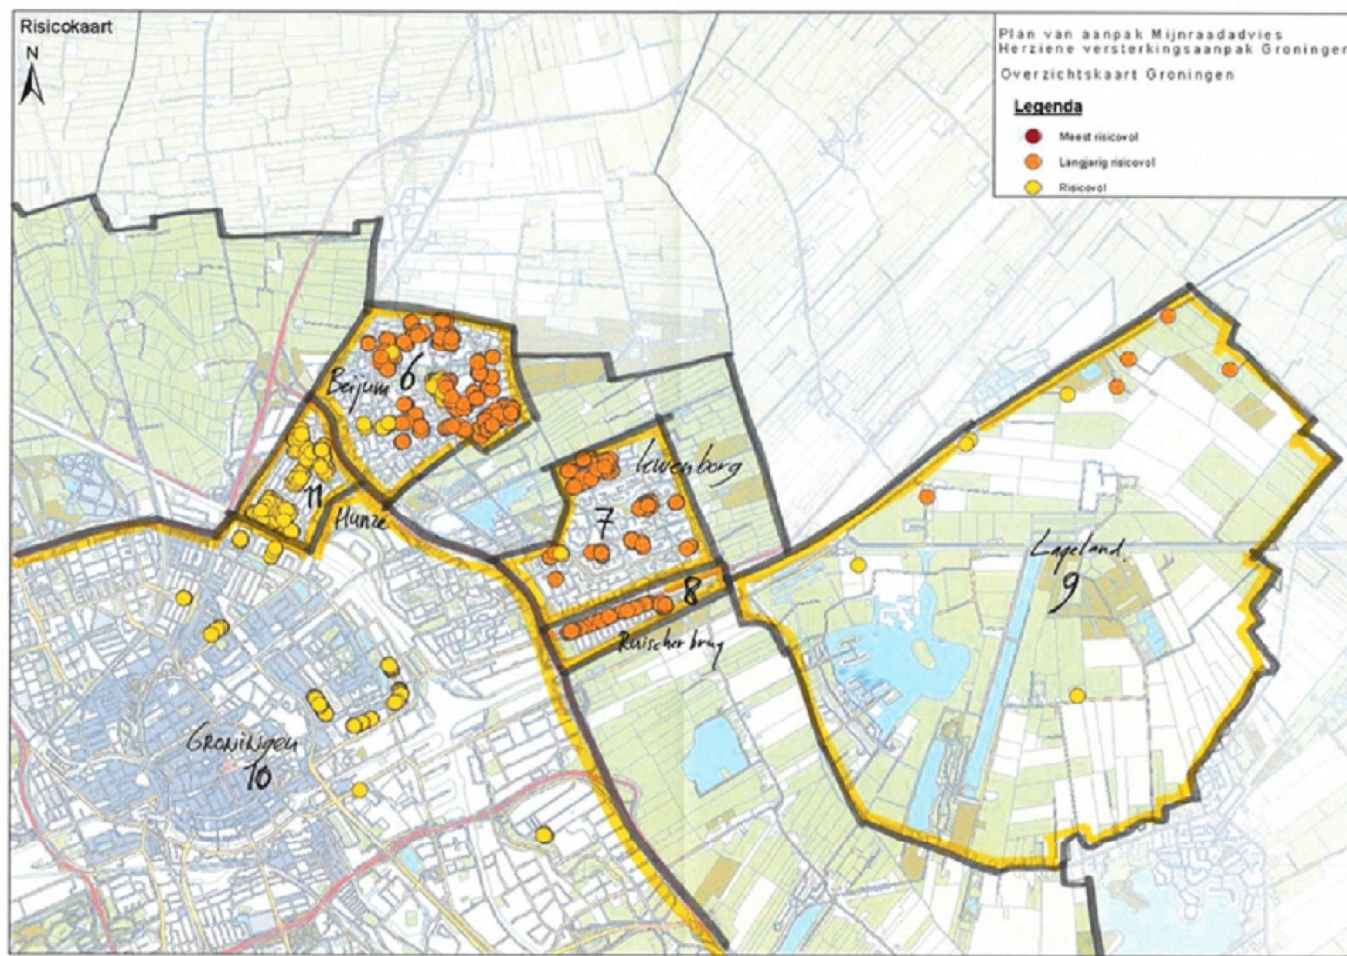 Risicokaart
N
Plan van aanpak Mijnraadadvies
Herziene versterkingsaanpak Groningen
Overzichtskaart Groningen
Legenda
Meest risicovol
Langjarig risicovol
Risicovol
Beijum 6
Lewenborg
11
Hunze
7
Lageland
9
8
Ruischerbrug
Groningen
10